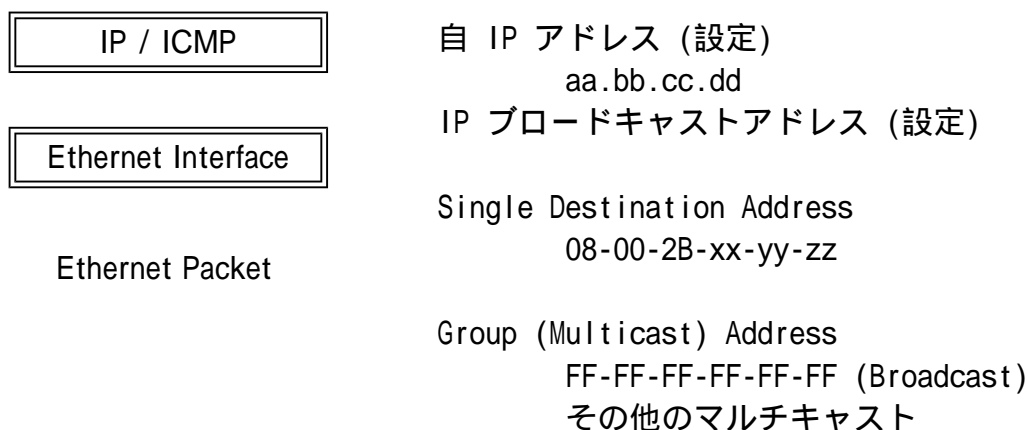 IP / ICMP
Ethernet Interface
Ethernet Packet
自 IP アドレス (設定)
aa.bb.cc.dd
IP ブロードキャストアドレス (設定)
Single Destination Address
08-00-2B-xx-yy-zz
Group (Multicast) Address
FF-FF-FF-FF-FF-FF (Broadcast)
その他のマルチキャスト